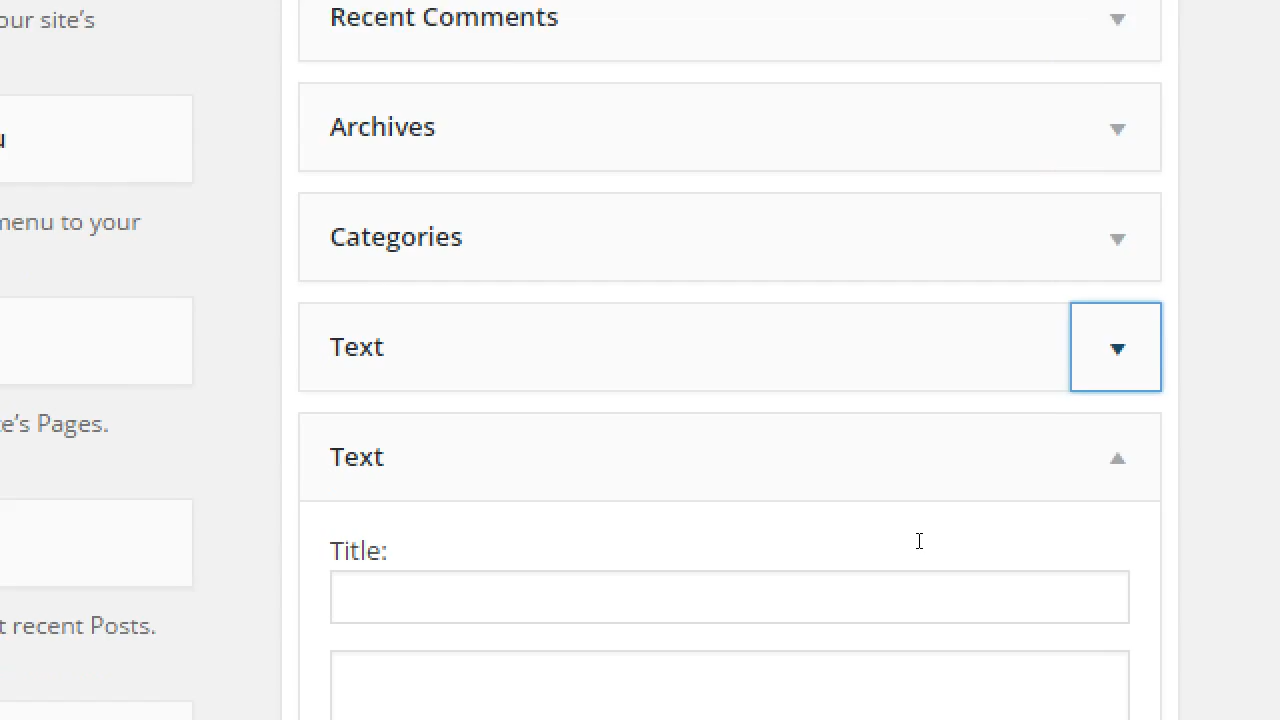 our site's
Recent Comments
Archives
Categories
menu to your
Text
e's Pages.
Text
Title:
t recent Posts.